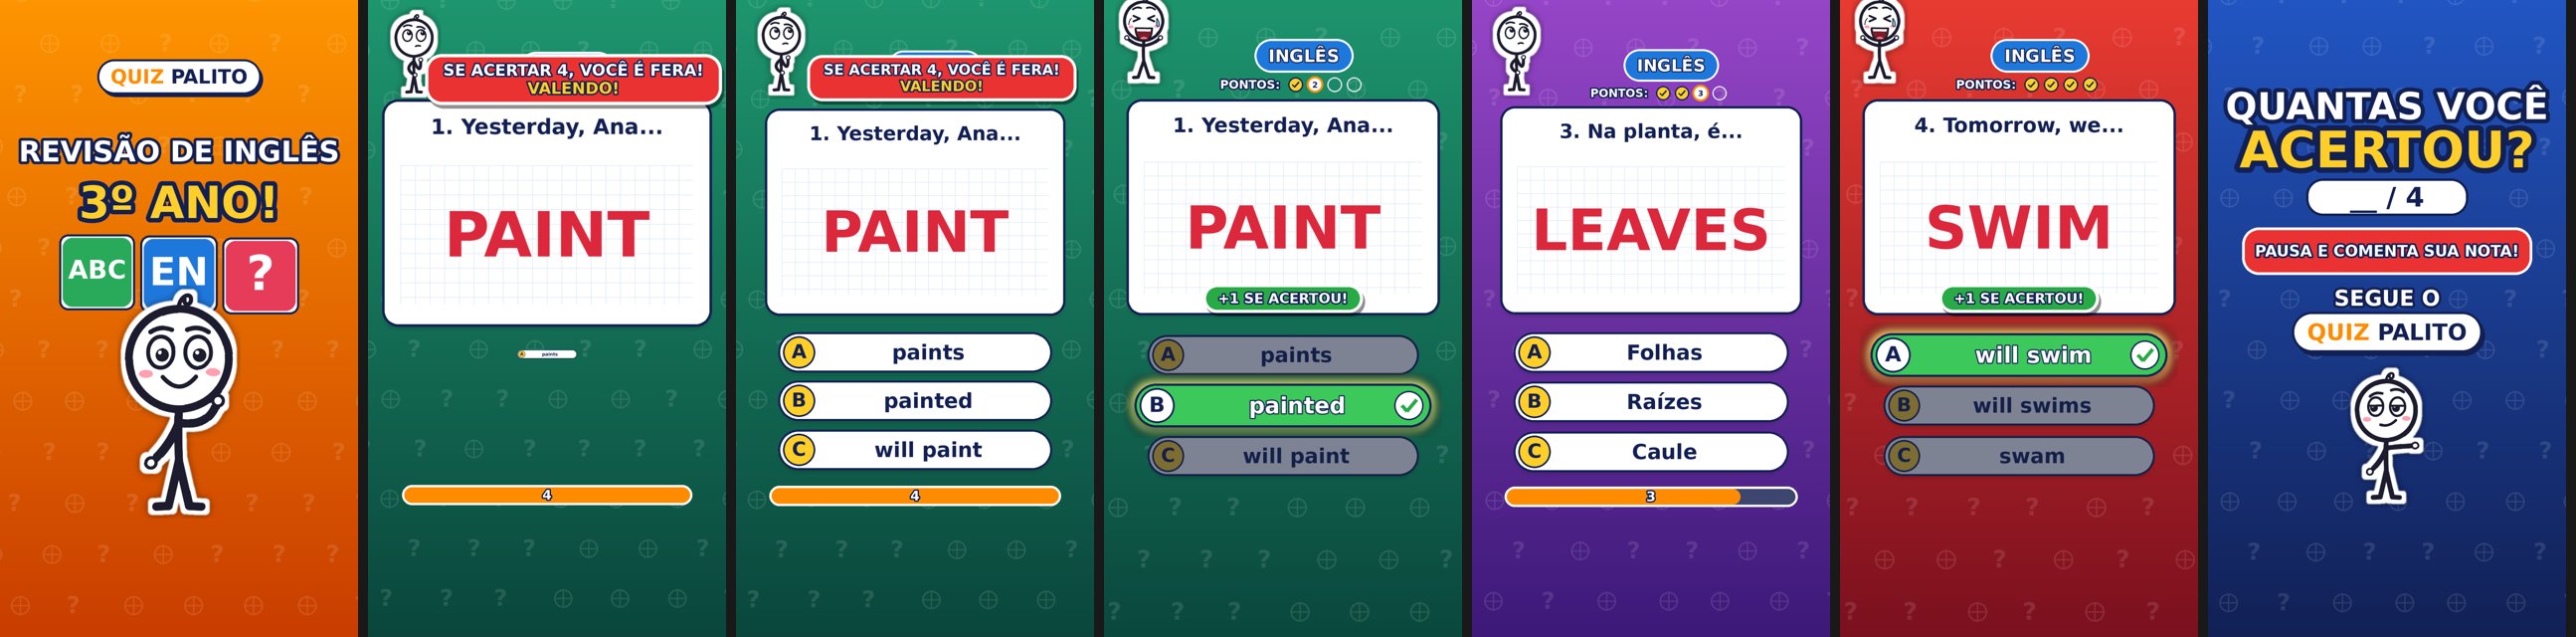 QUIZ PALITO
REVISÃO DE INGLÊS
3º ANO!
ABC
EN
?
SE ACERTAR 4, VOCÊ É FERA!
VALENDO!
1. Yesterday, Ana...
PAINT
A paints
4
SE ACERTAR 4, VOCÊ É FERA!
VALENDO!
1. Yesterday, Ana...
PAINT
A paints
B painted
C will paint
4
INGLÊS
PONTOS: 2
1. Yesterday, Ana...
PAINT
+1 SE ACERTOU!
A paints
B painted
C will paint
INGLÊS
PONTOS: 3
3. Na planta, é...
LEAVES
A Folhas
B Raízes
C Caule
3
INGLÊS
PONTOS:
4. Tomorrow, we...
SWIM
+1 SE ACERTOU!
A will swim
B will swims
C swam
QUANTAS VOCÊ
ACERTOU?
__ / 4
PAUSA E COMENTA SUA NOTA!
SEGUE O
QUIZ PALITO